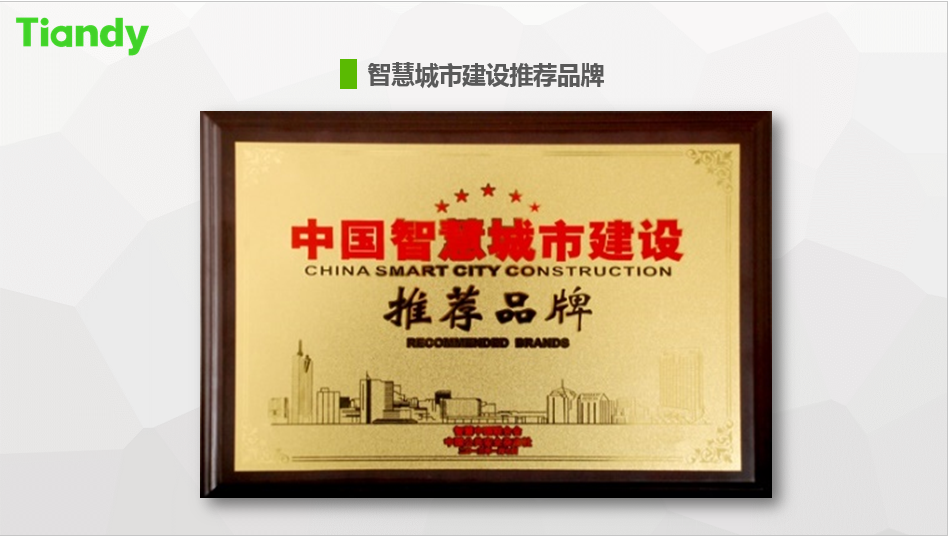 Tiandy
智慧城市建设推荐品牌
中国智慧城市建设
CHINA SMART CITY CONSTRUCTION
推荐品牌
RECOMMENDED BRANDS